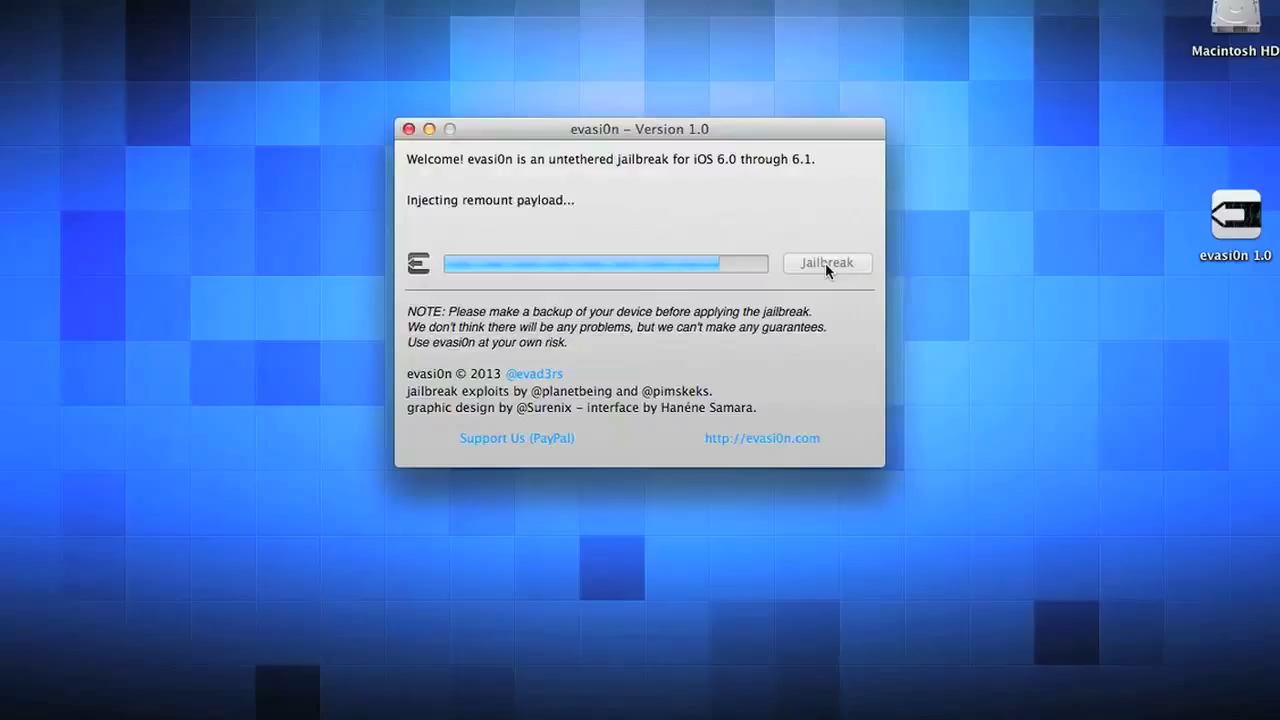 Macintosh HD
evasi0n – Version 1.0
Welcome! evasi0n is an untethered jailbreak for iOS 6.0 through 6.1.
Injecting remount payload...
Jailbreak
evasi0n 1.0
NOTE: Please make a backup of your device before applying the jailbreak.
We don't think there will be any problems, but we can't make any guarantees.
Use evasi0n at your own risk.
evasi0n © 2013 @evad3rs
jailbreak exploits by @planetbeing and @pimskeks.
graphic design by @Surenix – interface by Hanéne Samara.
Support Us (PayPal)
http://evasi0n.com